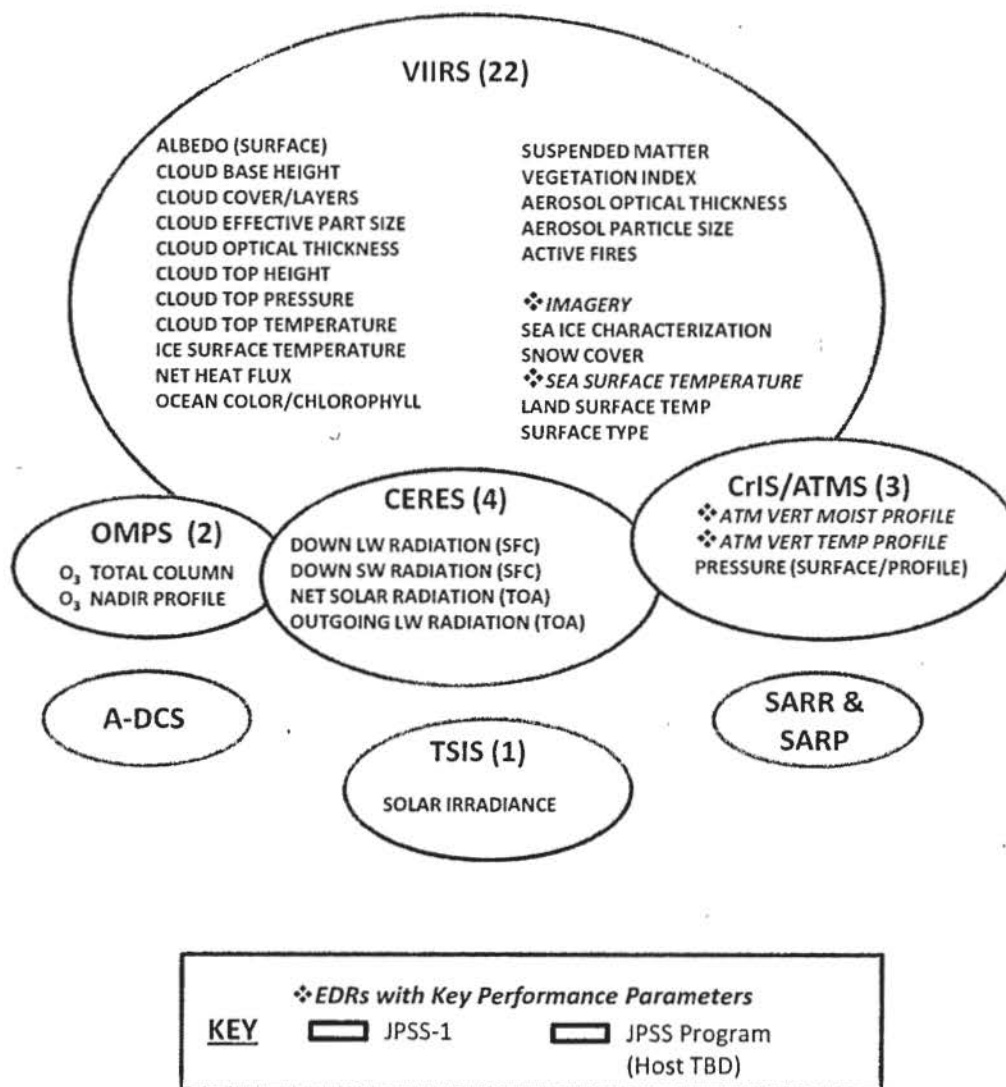 VIIRS (22)
ALBEDO (SURFACE)
CLOUD BASE HEIGHT
CLOUD COVER/LAYERS
CLOUD EFFECTIVE PART SIZE
CLOUD OPTICAL THICKNESS
CLOUD TOP HEIGHT
CLOUD TOP PRESSURE
CLOUD TOP TEMPERATURE
ICE SURFACE TEMPERATURE
NET HEAT FLUX
OCEAN COLOR/CHLOROPHYLL
SUSPENDED MATTER
VEGETATION INDEX
AEROSOL OPTICAL THICKNESS
AEROSOL PARTICLE SIZE
ACTIVE FIRES
❖IMAGERY
SEA ICE CHARACTERIZATION
SNOW COVER
❖SEA SURFACE TEMPERATURE
LAND SURFACE TEMP
SURFACE TYPE
OMPS (2)
O₃ TOTAL COLUMN
O₃ NADIR PROFILE
CERES (4)
DOWN LW RADIATION (SFC)
DOWN SW RADIATION (SFC)
NET SOLAR RADIATION (TOA)
OUTGOING LW RADIATION (TOA)
CrIS/ATMS (3)
❖ATM VERT MOIST PROFILE
❖ATM VERT TEMP PROFILE
PRESSURE (SURFACE/PROFILE)
A-DCS
TSIS (1)
SOLAR IRRADIANCE
SARR &
SARP
❖EDRs with Key Performance Parameters
KEY
JPSS-1
JPSS Program
(Host TBD)